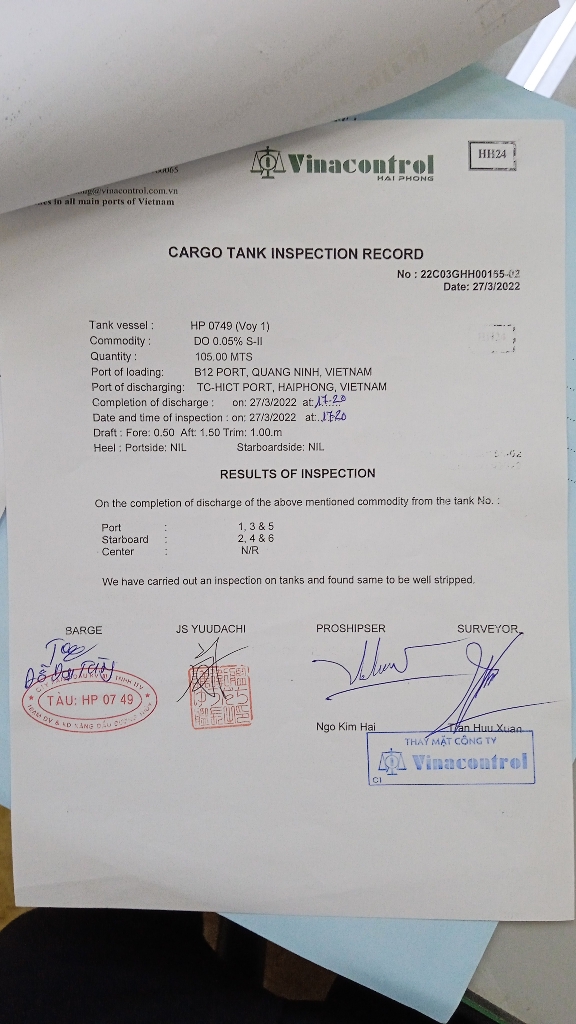 Vinacontrol
HAI PHONG
HH24
@vinacontrol.com.vn
to all main ports of Vietnam
CARGO TANK INSPECTION RECORD
No : 22C03GHH00155-02
Date: 27/3/2022
Tank vessel : HP 0749 (Voy 1)
Commodity : DO 0.05% S-II
Quantity : 105.00 MTS
Port of loading: B12 PORT, QUANG NINH, VIETNAM
Port of discharging: TC-HICT PORT, HAIPHONG, VIETNAM
Completion of discharge : on: 27/3/2022 at: 17.20
Date and time of inspection : on: 27/3/2022 at: 17.20
Draft : Fore: 0.50 Aft: 1.50 Trim: 1.00.m
Heel : Portside: NIL Starboardside: NIL
-02
RESULTS OF INSPECTION
On the completion of discharge of the above mentioned commodity from the tank No. :
Port : 1, 3 & 5
Starboard : 2, 4 & 6
Center : N/R
We have carried out an inspection on tanks and found same to be well stripped.
BARGE JS YUUDACHI PROSHIPSER SURVEYOR
TÀU: HP 07 49
Ngo Kim Hai Tran Huu Xuan
THAY MẶT CÔNG TY
Vinacontrol
CI